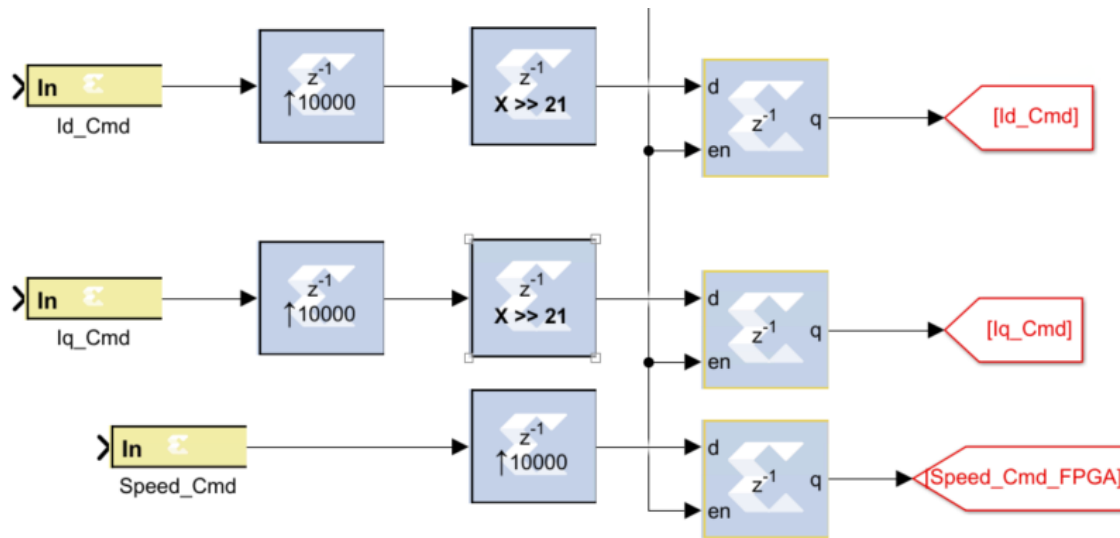 In
Id_Cmd
z-1
↑10000
z-1
X >> 21
d
en
z-1
q
[Id_Cmd]
In
Iq_Cmd
z-1
↑10000
z-1
X >> 21
d
en
z-1
q
[Iq_Cmd]
In
Speed_Cmd
z-1
↑10000
d
en
z-1
q
[Speed_Cmd_FPGA]